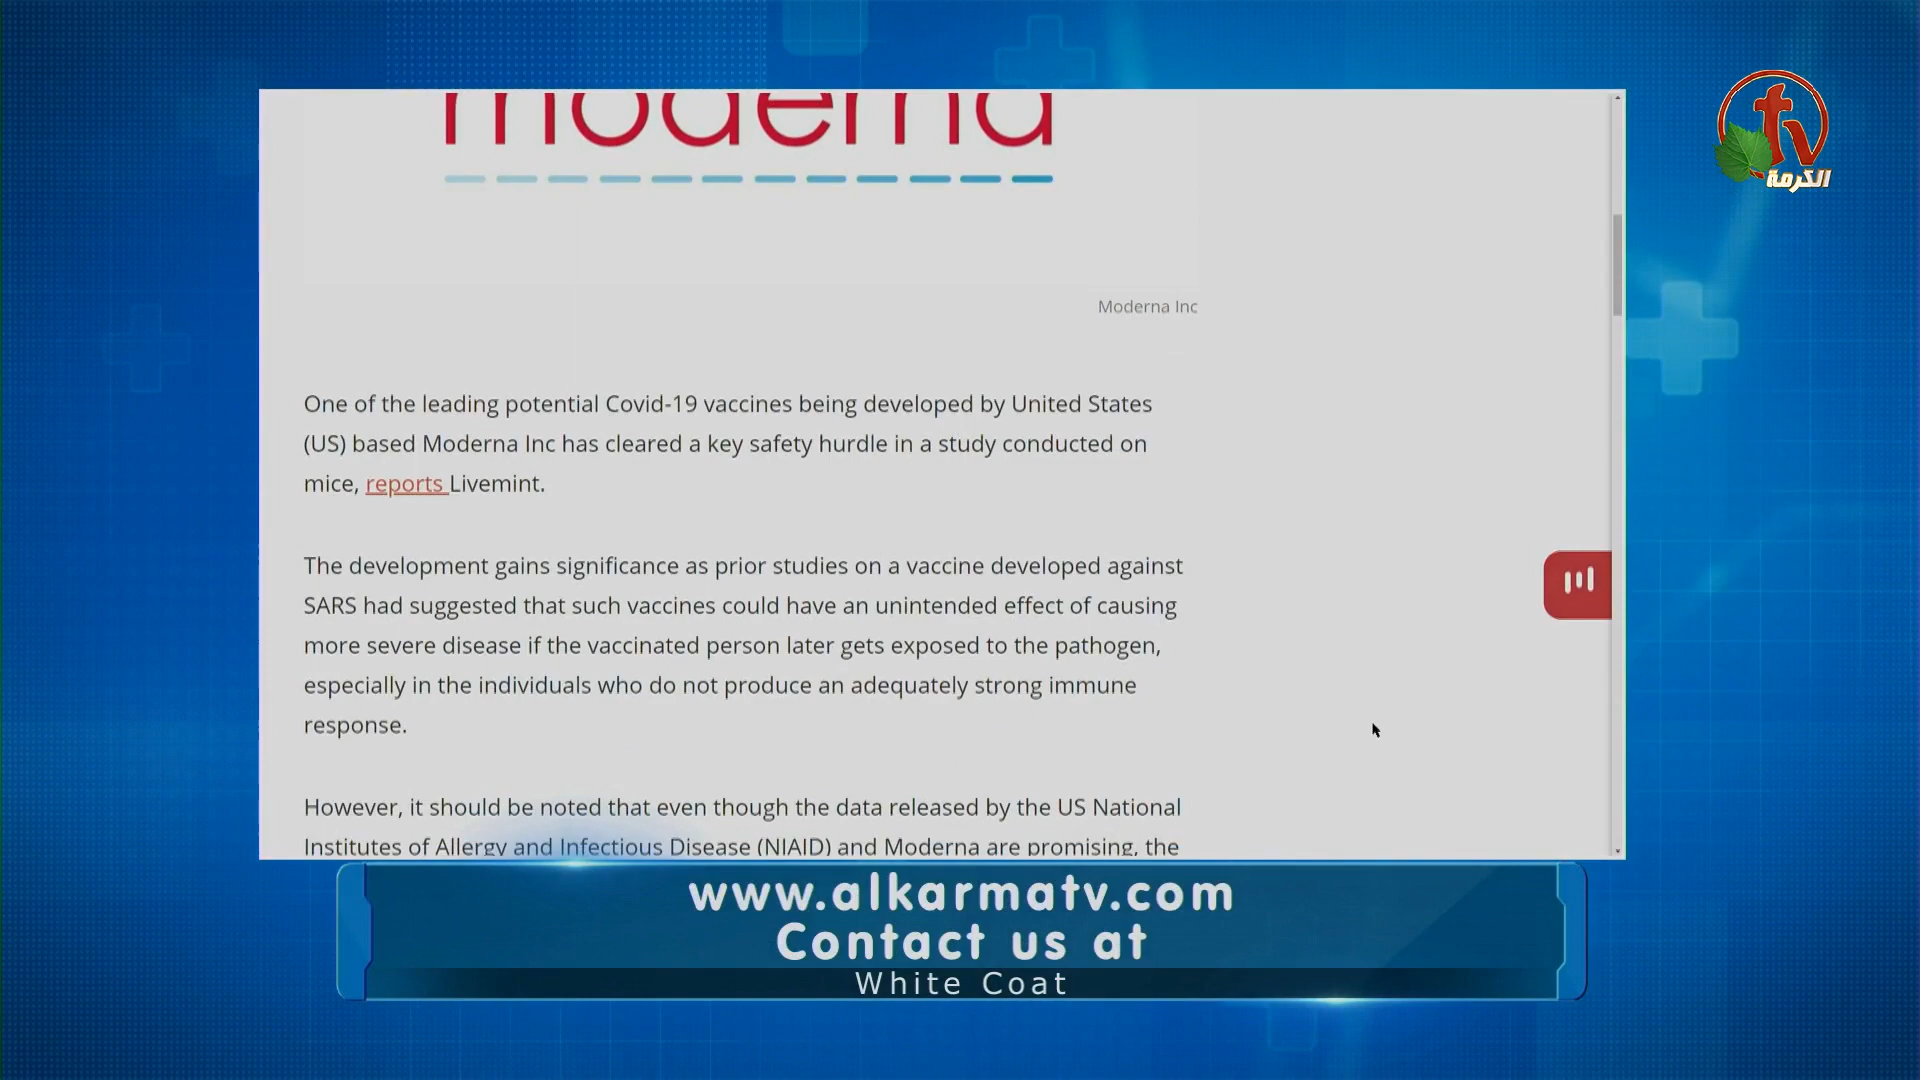 moderna
tv
الكرمة
Moderna Inc
One of the leading potential Covid-19 vaccines being developed by United States
(US) based Moderna Inc has cleared a key safety hurdle in a study conducted on
mice, reports Livemint.
The development gains significance as prior studies on a vaccine developed against
SARS had suggested that such vaccines could have an unintended effect of causing
more severe disease if the vaccinated person later gets exposed to the pathogen,
especially in the individuals who do not produce an adequately strong immune
response.
However, it should be noted that even though the data released by the US National
Institutes of Allergy and Infectious Disease (NIAID) and Moderna are promising, the
www.alkarmatv.com
Contact us at
White Coat